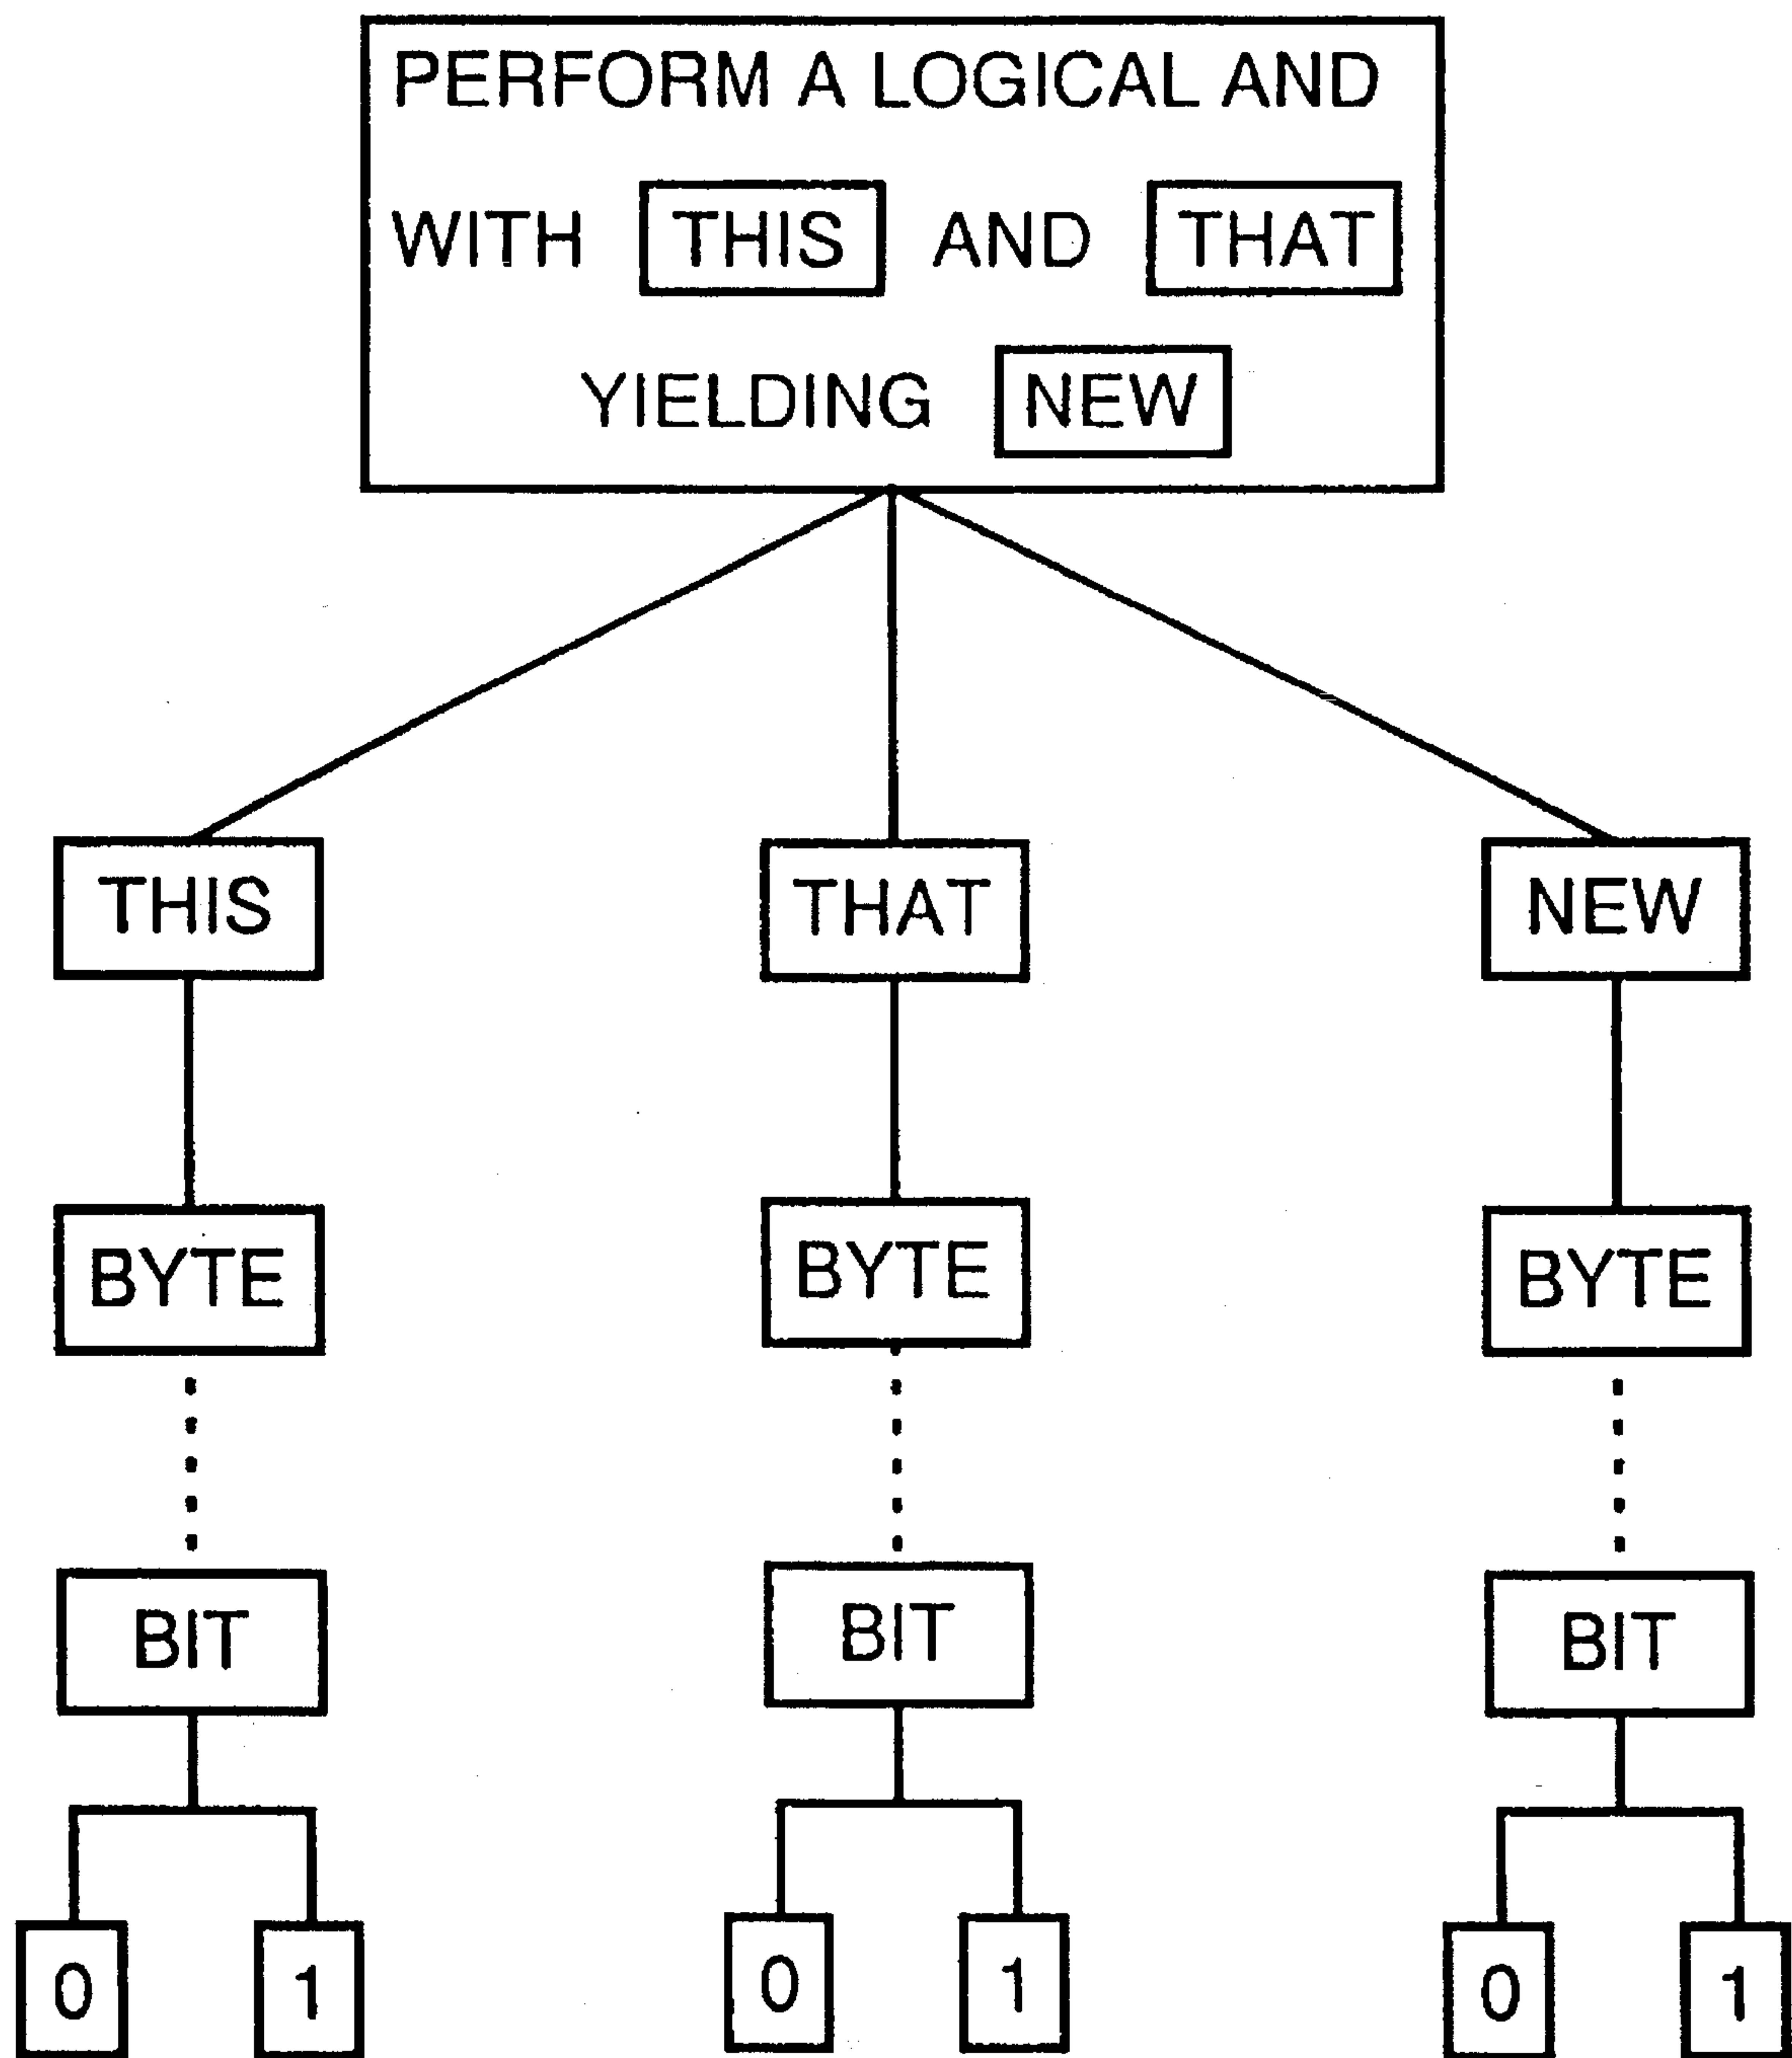 PERFORM A LOGICAL AND
WITH THIS AND THAT
YIELDING NEW
THIS THAT NEW
BYTE BYTE BYTE
BIT BIT BIT
0 1 0 1 0 1